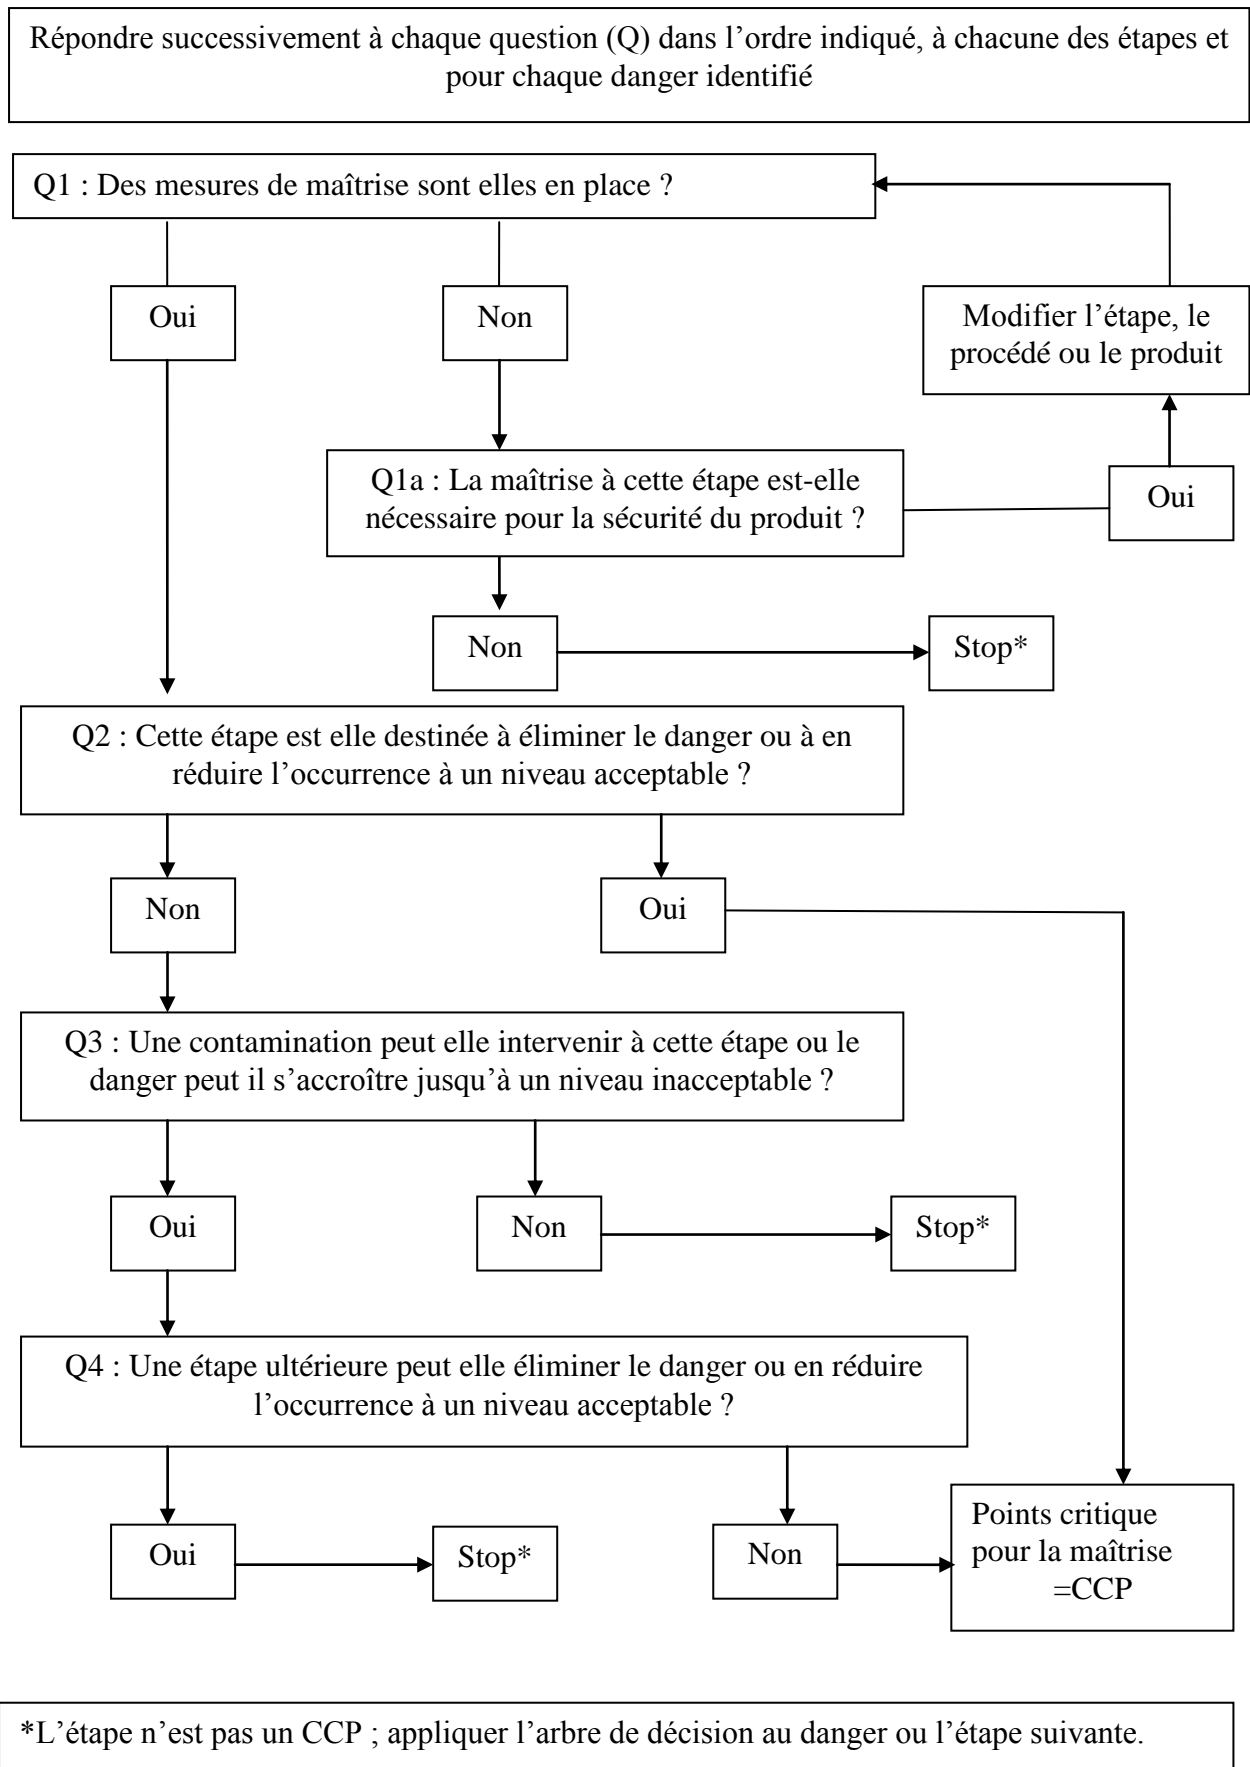 Répondre successivement à chaque question (Q) dans l’ordre indiqué, à chacune des étapes et
pour chaque danger identifié
Q1 : Des mesures de maîtrise sont elles en place ?
Oui
Non
Modifier l’étape, le
procédé ou le produit
Q1a : La maîtrise à cette étape est-elle
nécessaire pour la sécurité du produit ?
Oui
Non
Stop*
Q2 : Cette étape est elle destinée à éliminer le danger ou à en
réduire l’occurrence à un niveau acceptable ?
Non
Oui
Q3 : Une contamination peut elle intervenir à cette étape ou le
danger peut il s’accroître jusqu’à un niveau inacceptable ?
Oui
Non
Stop*
Q4 : Une étape ultérieure peut elle éliminer le danger ou en réduire
l’occurrence à un niveau acceptable ?
Oui
Stop*
Non
Points critique
pour la maîtrise
=CCP
*L’étape n’est pas un CCP ; appliquer l’arbre de décision au danger ou l’étape suivante.